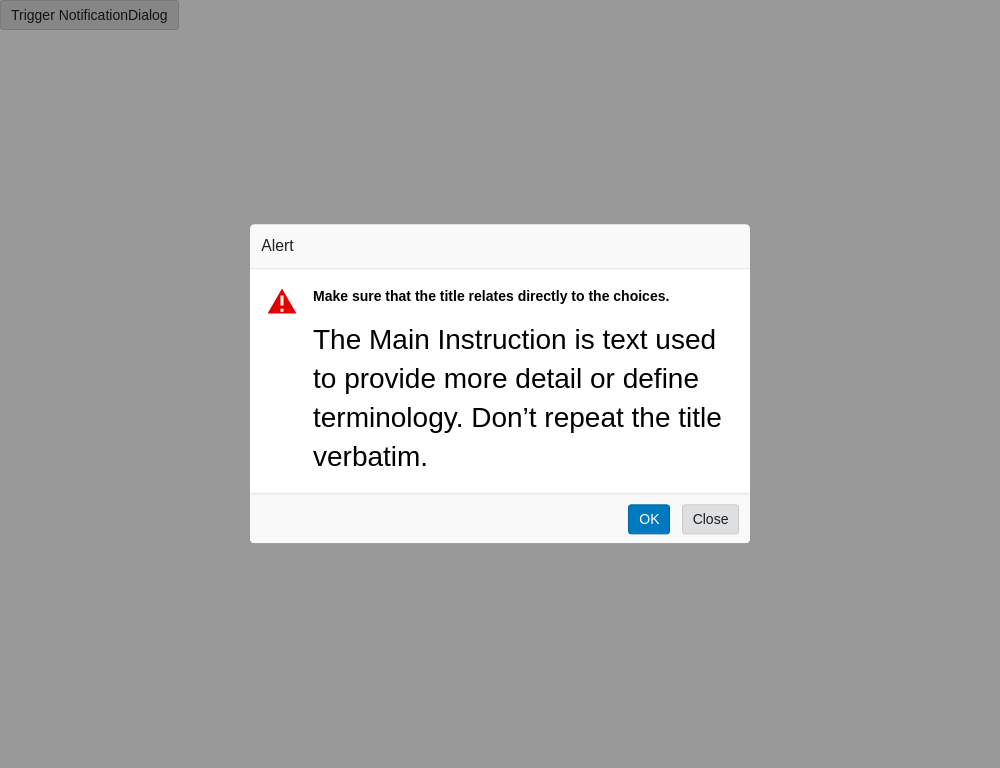 Trigger NotificationDialog
Alert
Make sure that the title relates directly to the choices.
The Main Instruction is text used
to provide more detail or define
terminology. Don’t repeat the title
verbatim.
OK
Close